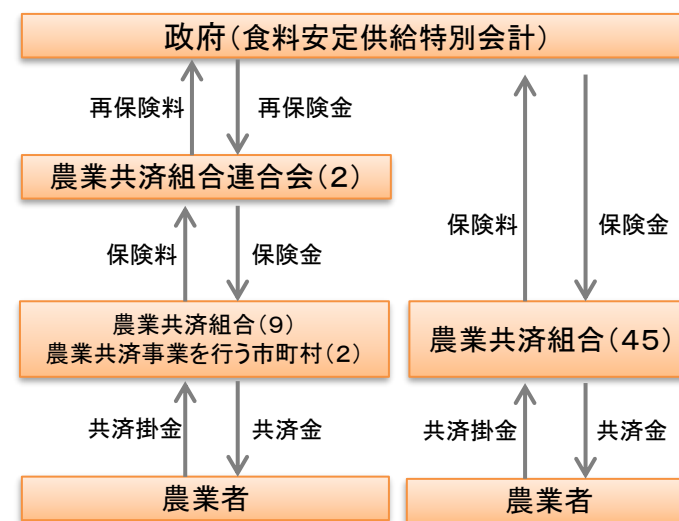 政府(食料安定供給特別会計)
再保険料
再保険金
農業共済組合連合会(2)
保険料
保険金
保険料
保険金
農業共済組合(9)
農業共済事業を行う市町村(2)
農業共済組合(45)
共済掛金
共済金
共済掛金
共済金
農業者
農業者